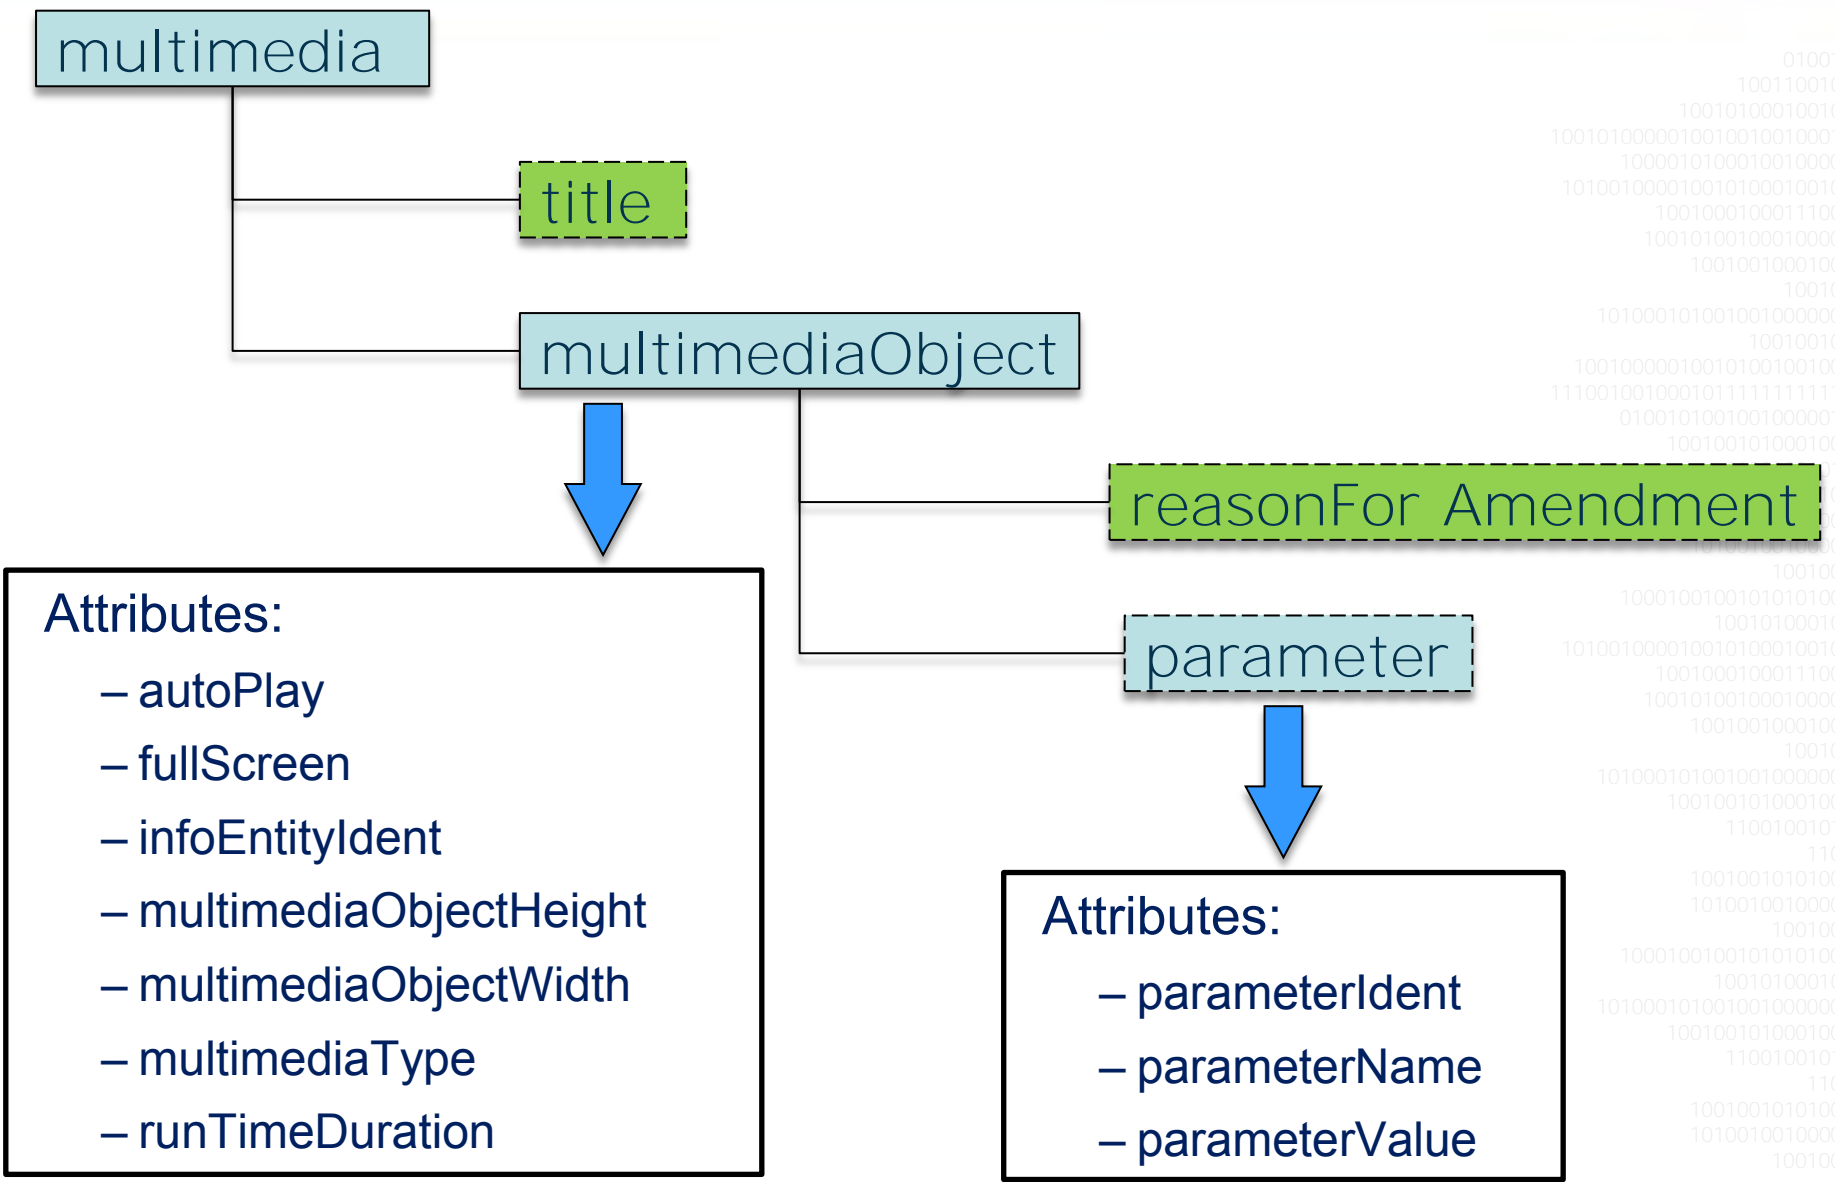 multimedia
title
multimediaObject
reasonFor Amendment
parameter
Attributes:
– autoPlay
– fullScreen
– infoEntityIdent
– multimediaObjectHeight
– multimediaObjectWidth
– multimediaType
– runTimeDuration
Attributes:
– parameterIdent
– parameterName
– parameterValue